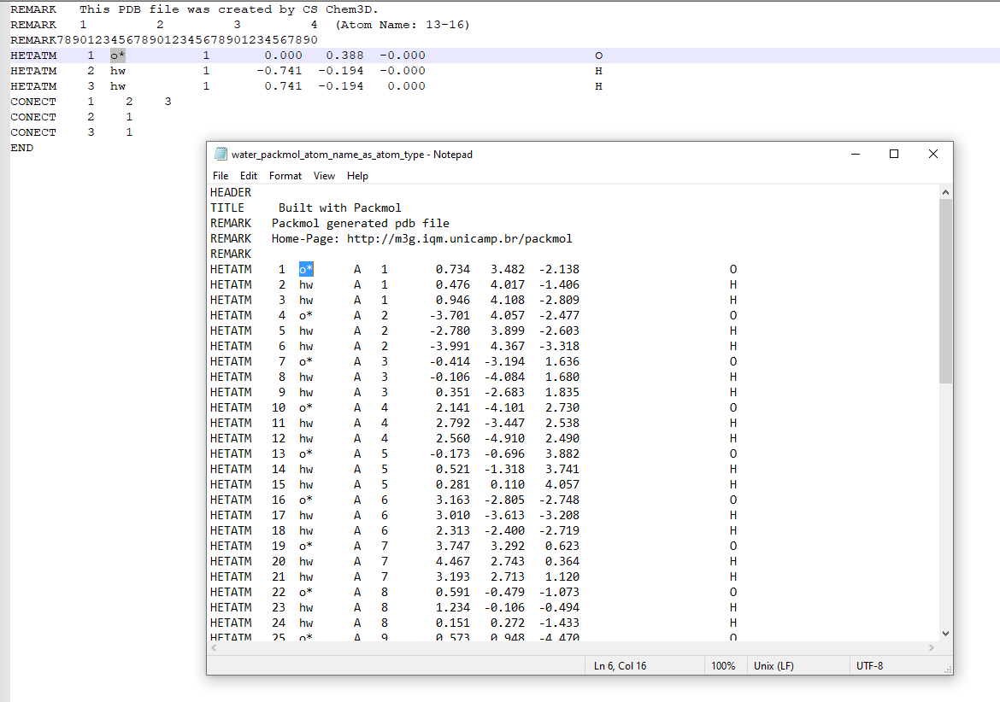 REMARK   This PDB file was created by CS Chem3D.
REMARK   1         2         3         4  (Atom Name: 13-16)
REMARK7890123456789012345678901234567890
HETATM    1  o*          1       0.000   0.388  -0.000                      O
HETATM    2  hw          1      -0.741  -0.194  -0.000                      H
HETATM    3  hw          1       0.741  -0.194   0.000                      H
CONECT    1    2    3
CONECT    2    1
CONECT    3    1
END
water_packmol_atom_name_as_atom_type - Notepad
File Edit Format View Help
HEADER
TITLE     Built with Packmol
REMARK   Packmol generated pdb file
REMARK   Home-Page: http://m3g.iqm.unicamp.br/packmol
REMARK
HETATM    1  o*      A   1       0.734   3.482  -2.138                      O
HETATM    2  hw      A   1       0.476   4.017  -1.406                      H
HETATM    3  hw      A   1       0.946   4.108  -2.809                      H
HETATM    4  o*      A   2      -3.701   4.057  -2.477                      O
HETATM    5  hw      A   2      -2.780   3.899  -2.603                      H
HETATM    6  hw      A   2      -3.991   4.367  -3.318                      H
HETATM    7  o*      A   3      -0.414  -3.194   1.636                      O
HETATM    8  hw      A   3      -0.106  -4.084   1.680                      H
HETATM    9  hw      A   3       0.351  -2.683   1.835                      H
HETATM   10  o*      A   4       2.141  -4.101   2.730                      O
HETATM   11  hw      A   4       2.792  -3.447   2.538                      H
HETATM   12  hw      A   4       2.560  -4.910   2.490                      H
HETATM   13  o*      A   5      -0.173  -0.696   3.882                      O
HETATM   14  hw      A   5       0.521  -1.318   3.741                      H
HETATM   15  hw      A   5       0.281   0.110   4.057                      H
HETATM   16  o*      A   6       3.163  -2.805  -2.748                      O
HETATM   17  hw      A   6       3.010  -3.613  -3.208                      H
HETATM   18  hw      A   6       2.313  -2.400  -2.719                      H
HETATM   19  o*      A   7       3.747   3.292   0.623                      O
HETATM   20  hw      A   7       4.467   2.743   0.364                      H
HETATM   21  hw      A   7       3.193   2.713   1.120                      H
HETATM   22  o*      A   8       0.591  -0.479  -1.073                      O
HETATM   23  hw      A   8       1.234  -0.106  -0.494                      H
HETATM   24  hw      A   8       0.151   0.272  -1.433                      H
HETATM   25  o*      A   9       0.573   0.948  -4.470                      O
Ln 6, Col 16 100% Unix (LF) UTF-8